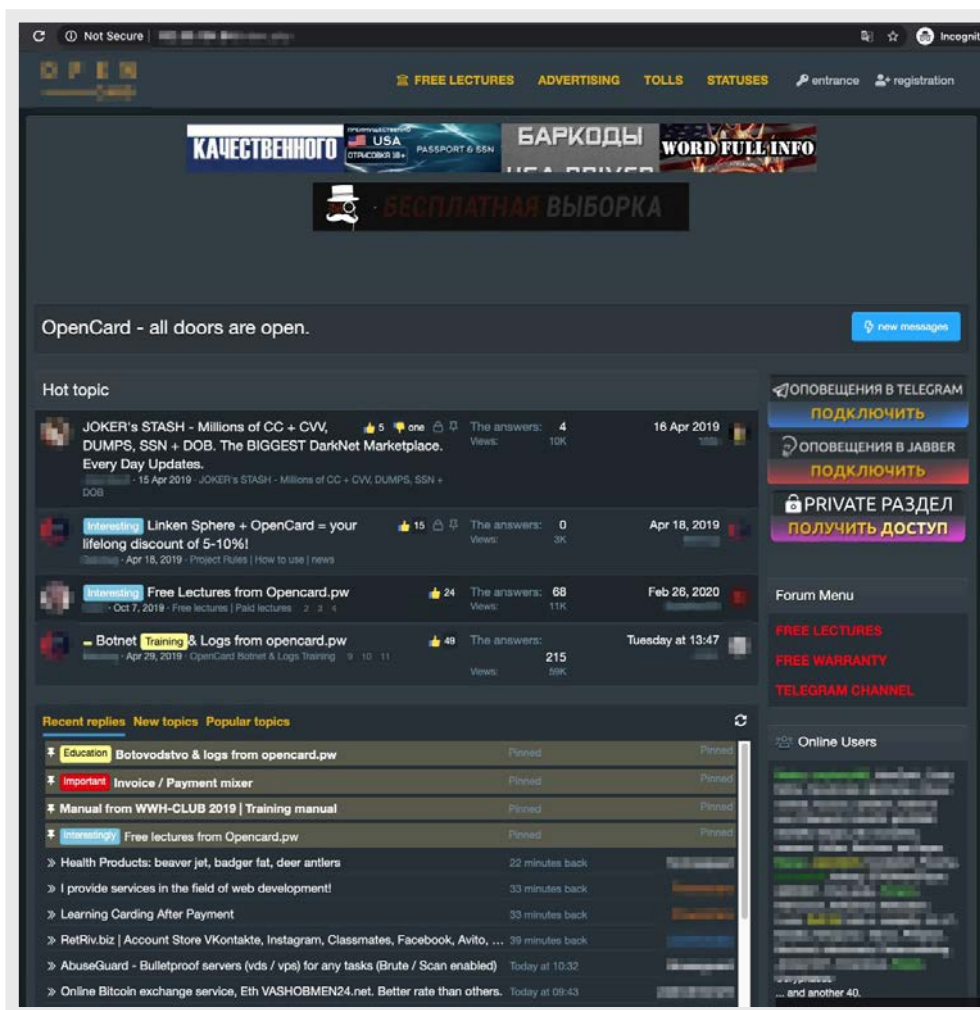 Not Secure
Incognit
OPEN
FREE LECTURES ADVERTISING TOLLS STATUSES entrance registration
КАЧЕСТВЕННОГО
USA
ОТРИСОВКА 18+
PASSPORT & SSN
БАРКОДЫ
WORD FULL INFO
БЕСПЛАТНАЯ ВЫБОРКА
OpenCard - all doors are open.
new messages
Hot topic
JOKER's STASH - Millions of CC + CVV, 5 one The answers: 4 16 Apr 2019
DUMPS, SSN + DOB. The BIGGEST DarkNet Marketplace. Views: 10K
Every Day Updates.
- 15 Apr 2019 · JOKER's STASH - Millions of CC + CVV, DUMPS, SSN +
DOB
Interesting Linken Sphere + OpenCard = your 15 The answers: 0 Apr 18, 2019
lifelong discount of 5-10%! Views: 3K
- Apr 18, 2019 · Project Rules | How to use | news
Interesting Free Lectures from Opencard.pw 24 The answers: 68 Feb 26, 2020
· Oct 7, 2019 · Free lectures | Paid lectures 2 3 4 Views: 11K
Botnet Training & Logs from opencard.pw 49 The answers: Tuesday at 13:47
- Apr 29, 2019 · OpenCard Botnet & Logs Training 9 10 11 215
Views: 59K
ОПОВЕЩЕНИЯ В TELEGRAM
ПОДКЛЮЧИТЬ
ОПОВЕЩЕНИЯ В JABBER
ПОДКЛЮЧИТЬ
PRIVATE РАЗДЕЛ
ПОЛУЧИТЬ ДОСТУП
Forum Menu
FREE LECTURES
FREE WARRANTY
TELEGRAM CHANNEL
Recent replies New topics Popular topics
Education Botovodstvo & logs from opencard.pw Pinned Pinned
Important Invoice / Payment mixer Pinned Pinned
Manual from WWH-CLUB 2019 | Training manual Pinned Pinned
Interestingly Free lectures from Opencard.pw Pinned Pinned
» Health Products: beaver jet, badger fat, deer antlers 22 minutes back
» I provide services in the field of web development! 33 minutes back
» Learning Carding After Payment 33 minutes back
» RetRiv.biz | Account Store VKontakte, Instagram, Classmates, Facebook, Avito, ... 39 minutes back
» AbuseGuard - Bulletproof servers (vds / vps) for any tasks (Brute / Scan enabled) Today at 10:32
» Online Bitcoin exchange service, Eth VASHOBMEN24.net. Better rate than others. Today at 09:43
Online Users
... and another 40.